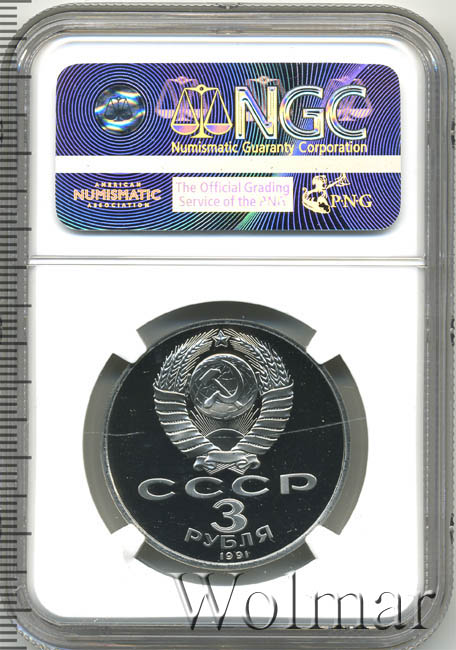 NGC
Numismatic Guaranty Corporation
AMERICAN
NUMISMATIC
ASSOCIATION
The Official Grading
Service of the PNG
PNG
СССР
3
РУБЛЯ
1991
Wolmar